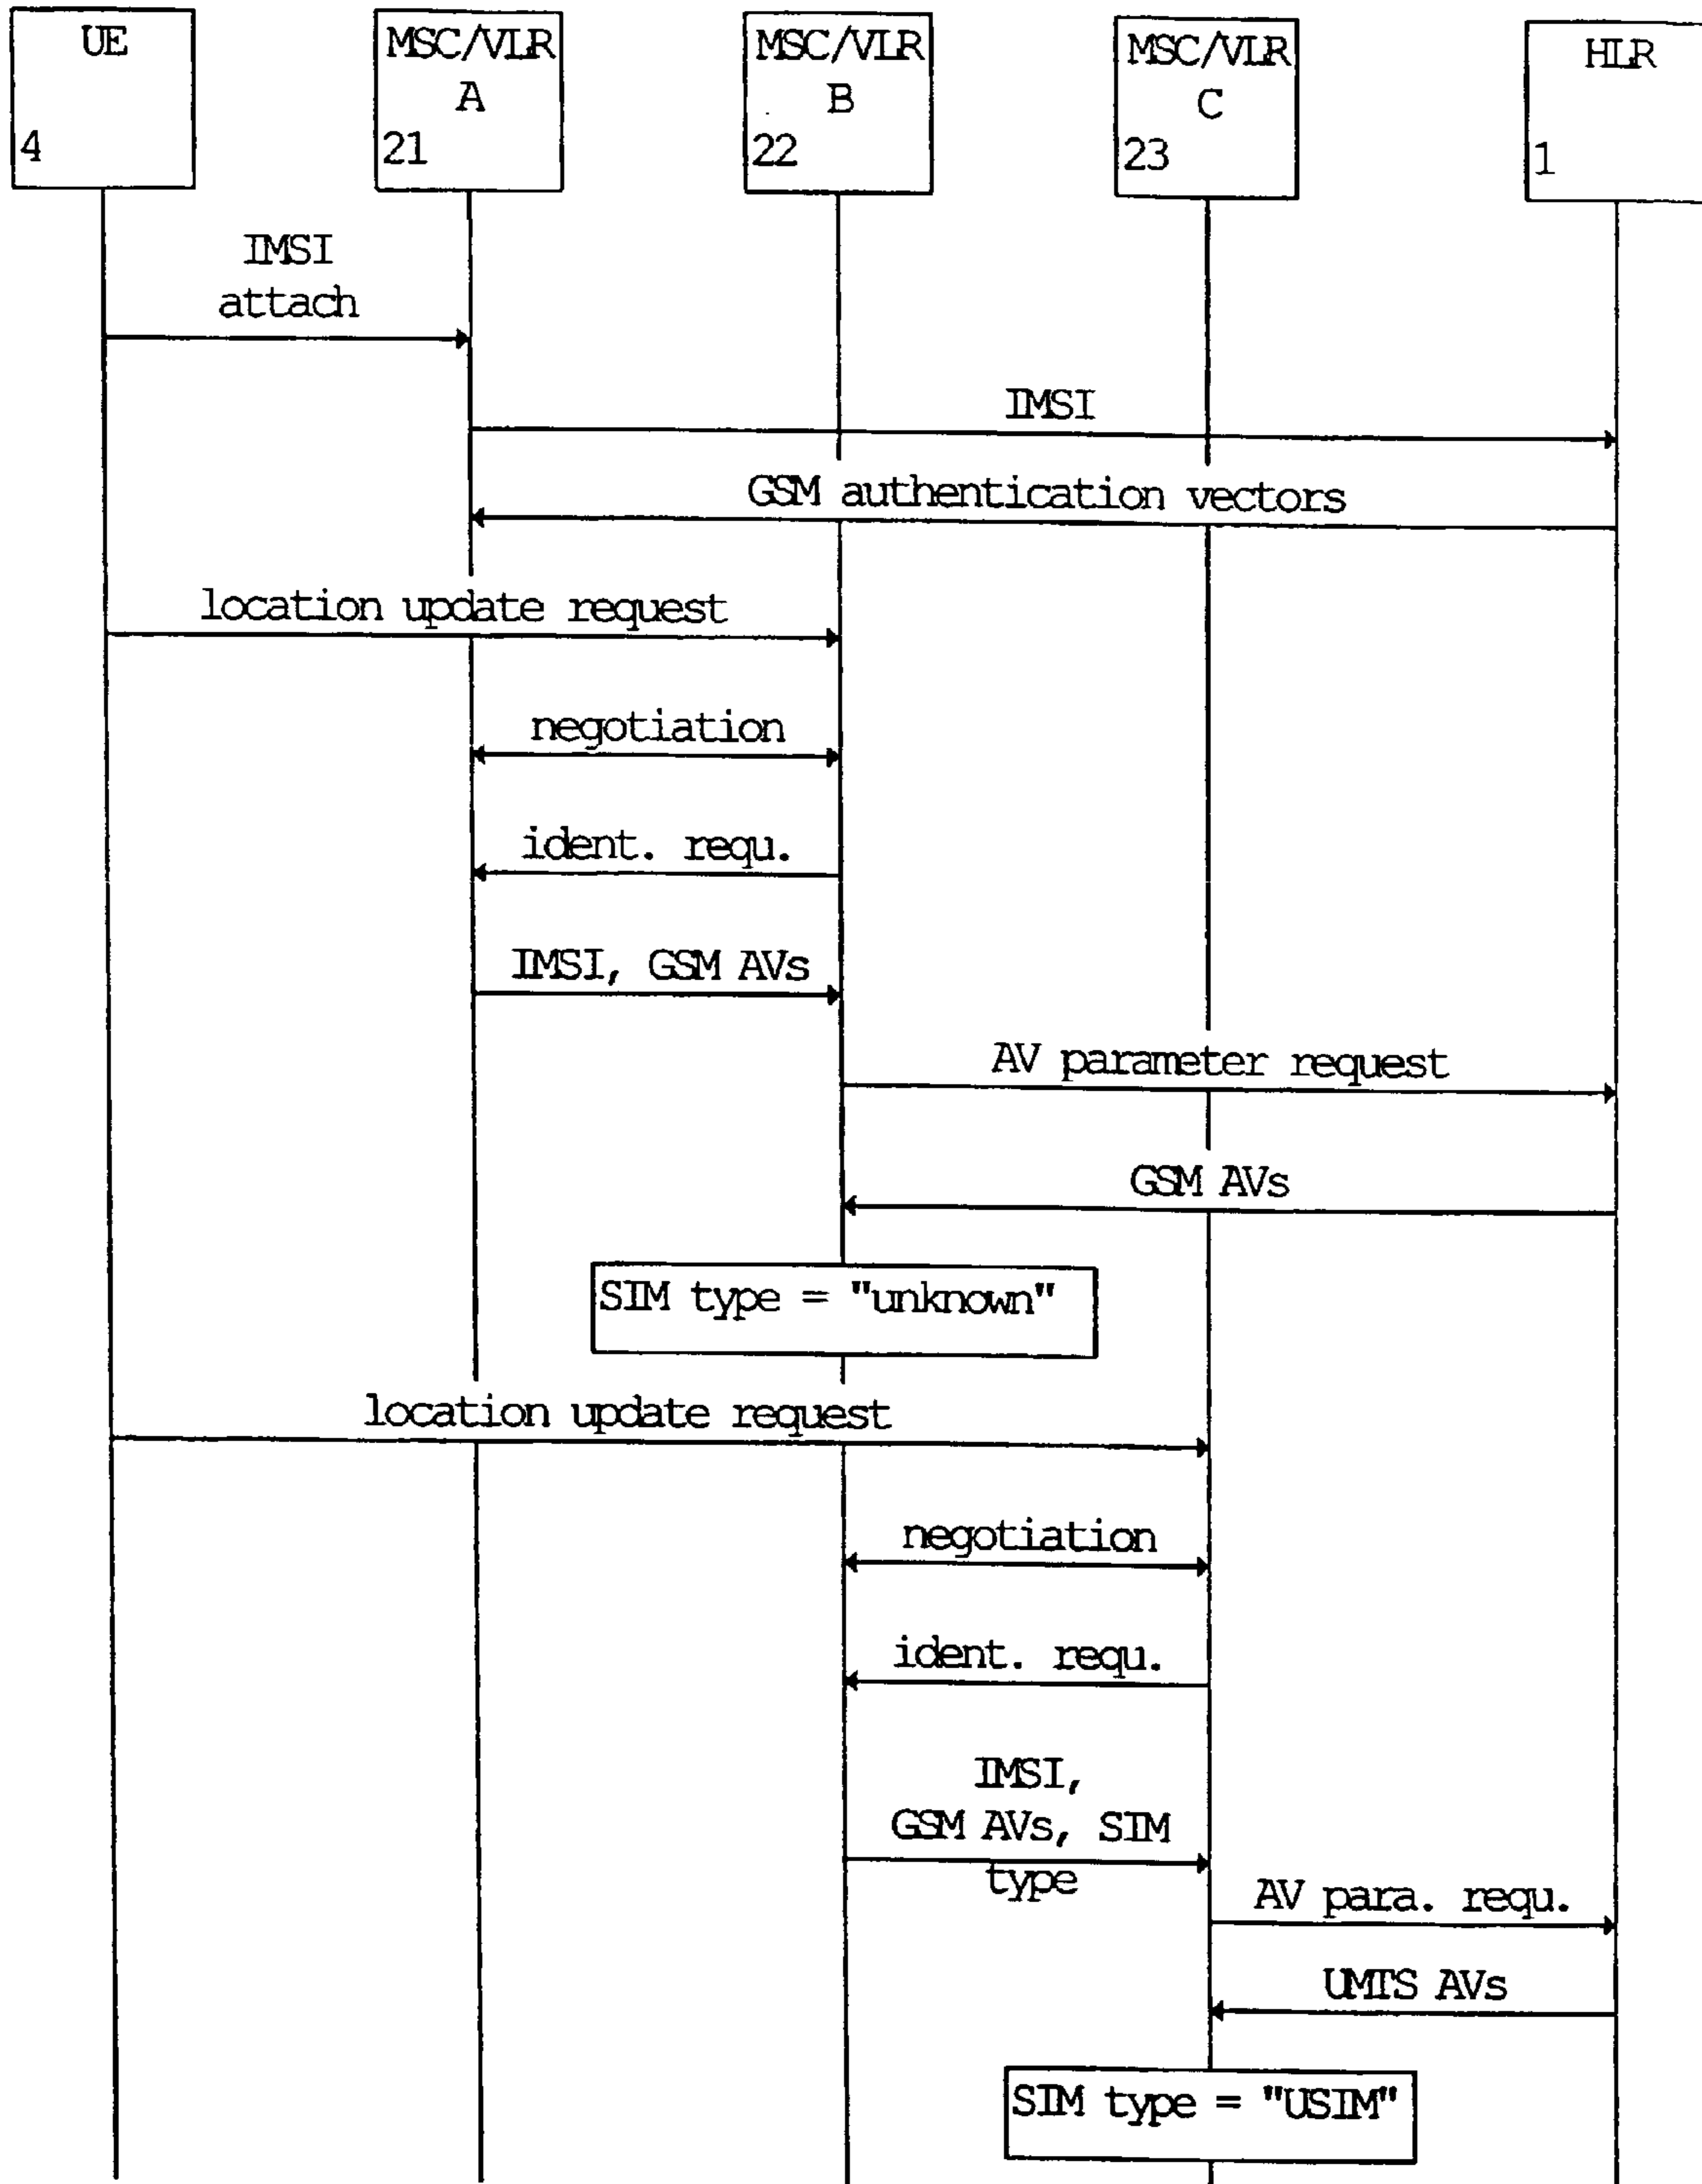 UE
4
MSC/VLR
A
21
MSC/VLR
B
22
MSC/VLR
C
23
HLR
1
IMSI
attach
IMSI
GSM authentication vectors
location update request
negotiation
ident. requ.
IMSI, GSM AVs
AV parameter request
GSM AVs
SIM type = "unknown"
location update request
negotiation
ident. requ.
IMSI,
GSM AVs, SIM
type
AV para. requ.
UMTS AVs
SIM type = "USIM"